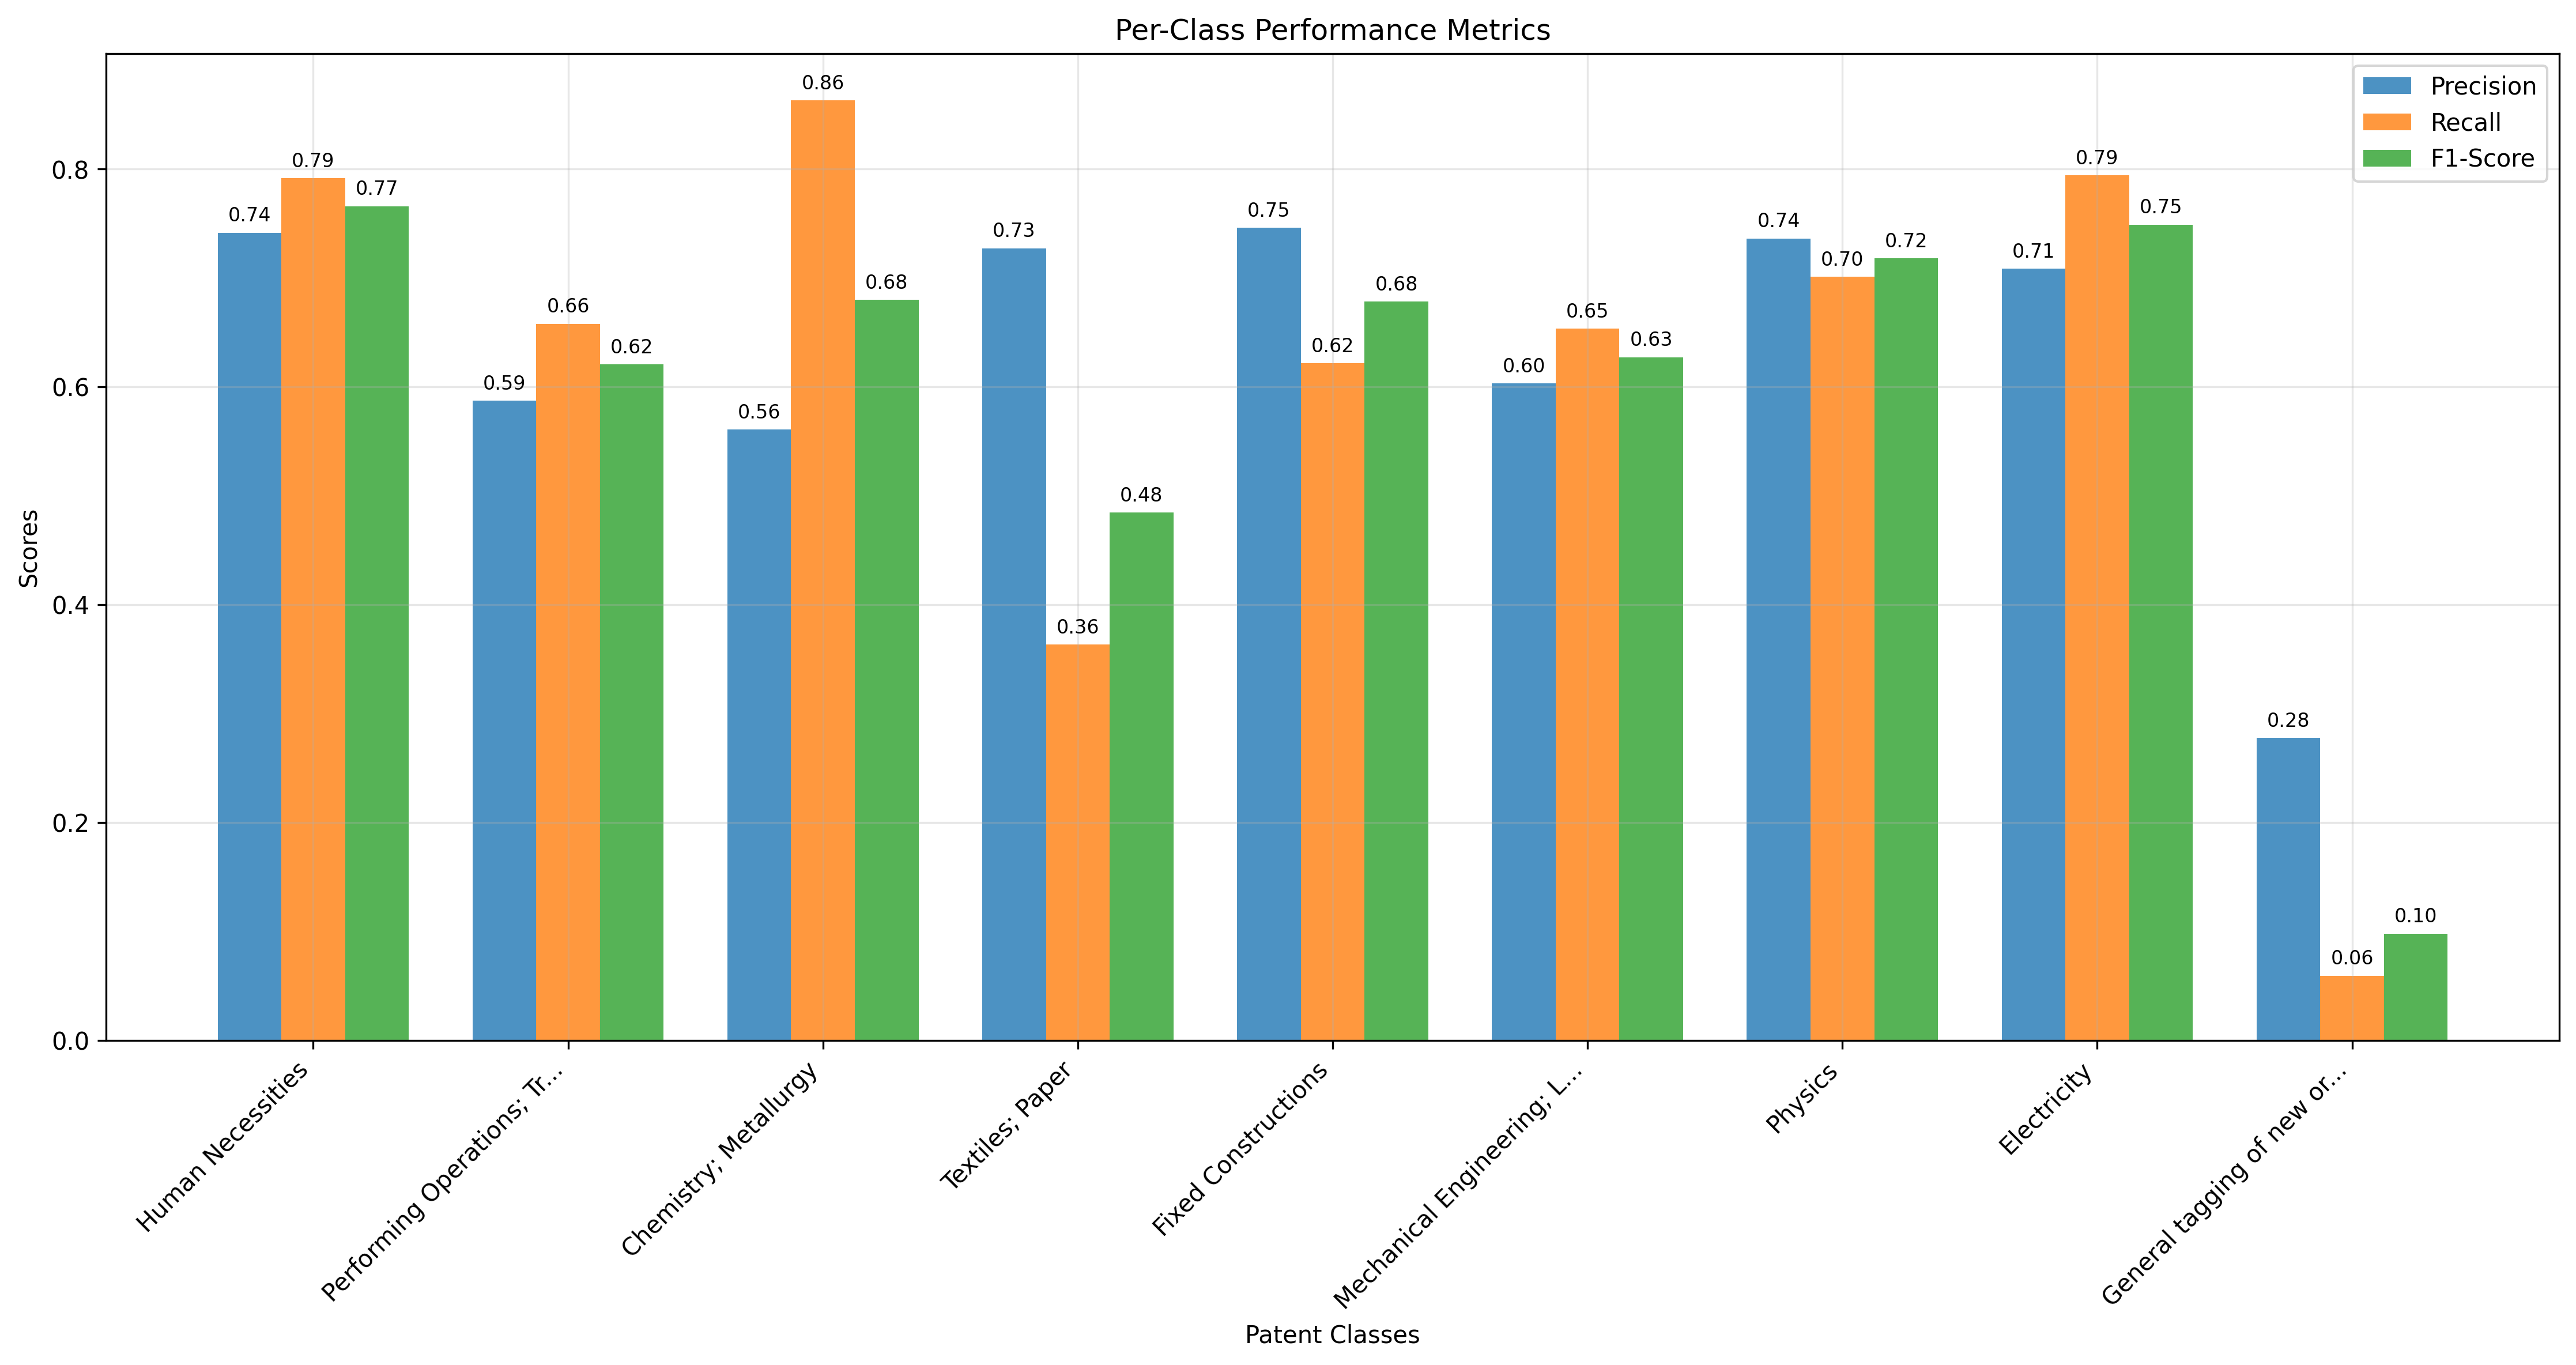 Per-Class Performance Metrics
Precision
Recall
F1-Score
Scores
0.8
0.6
0.4
0.2
0.0
0.74
0.79
0.77
0.59
0.66
0.62
0.56
0.86
0.68
0.73
0.36
0.48
0.75
0.62
0.68
0.60
0.65
0.63
0.74
0.70
0.72
0.71
0.79
0.75
0.28
0.06
0.10
Human Necessities
Performing Operations; Tr...
Chemistry; Metallurgy
Textiles; Paper
Fixed Constructions
Mechanical Engineering; L...
Physics
Electricity
General tagging of new or...
Patent Classes